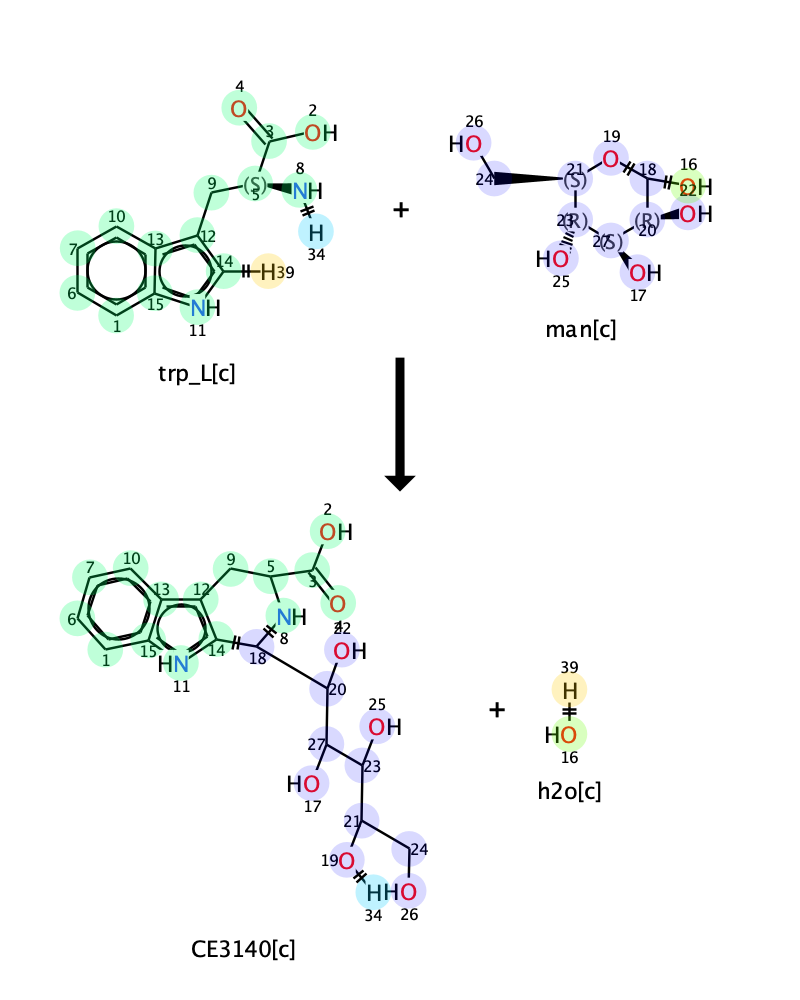 4
O
3
2
OH
(S)
5
8
NH
H
34
9
10
13
12
7
14
H39
6
15
NH
11
1
trp_L[c]
+
26
HO
24
21
(S)
19
O
18
16
OH
22
OH
(R)
20
23
(R)
27
(S)
HO
25
OH
17
man[c]
2
OH
7
10
9
5
3
13
12
O
4
6
NH
8
22
OH
1
15
HN
11
14
18
20
25
OH
27
23
HO
17
21
24
19O
H
34
HO
26
CE3140[c]
+
39
H
HO
16
h2o[c]